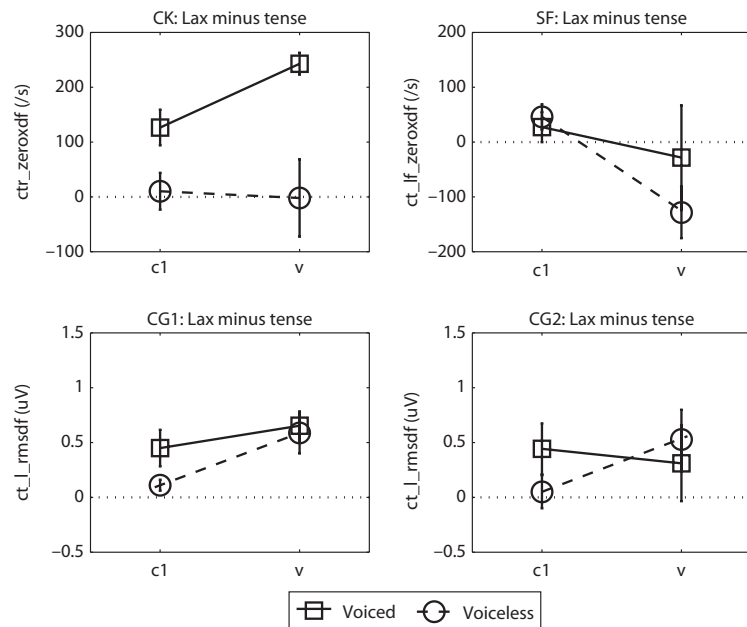 CK: Lax minus tense
ctr_zeroxdf (/s)
300
200
100
0
−100
c1
v
SF: Lax minus tense
ct_lf_zeroxdf (/s)
200
100
0
−100
−200
c1
v
CG1: Lax minus tense
ct_l_rmsdf (uV)
1.5
1
0.5
0
−0.5
c1
v
CG2: Lax minus tense
ct_l_rmsdf (uV)
1.5
1
0.5
0
−0.5
c1
v
Voiced
Voiceless